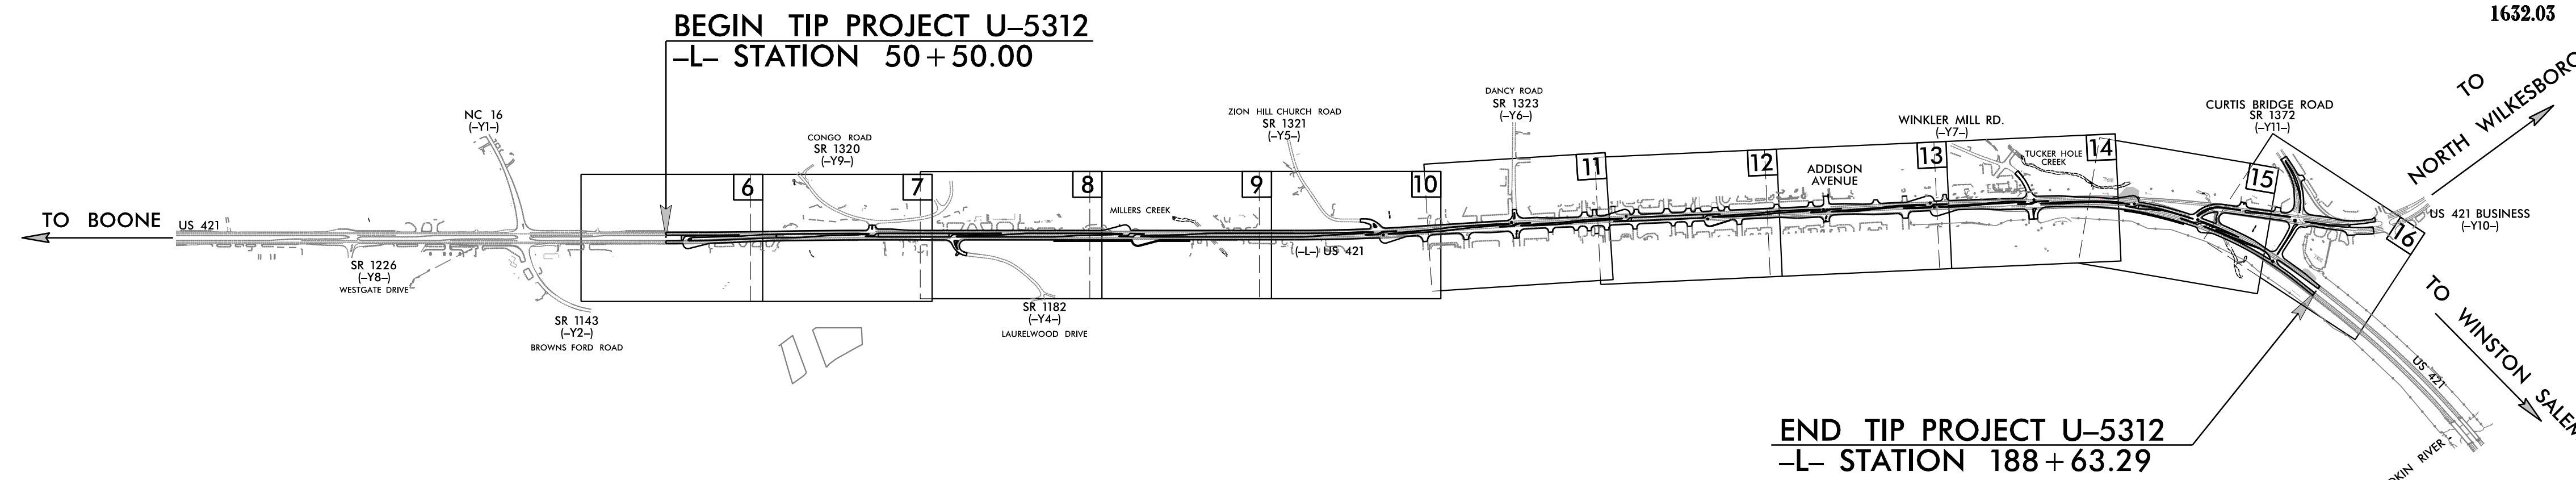 1632.03
BEGIN TIP PROJECT U–5312
–L– STATION 50+50.00
TO BOONE
US 421
NC 16
(–Y1–)
SR 1226
(–Y8–)
WESTGATE DRIVE
SR 1143
(–Y2–)
BROWNS FORD ROAD
CONGO ROAD
SR 1320
(–Y9–)
6
7
8
9
10
11
12
13
14
15
16
MILLERS CREEK
SR 1182
(–Y4–)
LAURELWOOD DRIVE
ZION HILL CHURCH ROAD
SR 1321
(–Y5–)
(–L–) US 421
DANCY ROAD
SR 1323
(–Y6–)
ADDISON
AVENUE
WINKLER MILL RD.
(–Y7–)
TUCKER HOLE
CREEK
CURTIS BRIDGE ROAD
SR 1372
(–Y11–)
TO
NORTH WILKESBORO
US 421 BUSINESS
(–Y10–)
TO
WINSTON SALEM
US 421
END TIP PROJECT U–5312
–L– STATION 188+63.29
RIVER